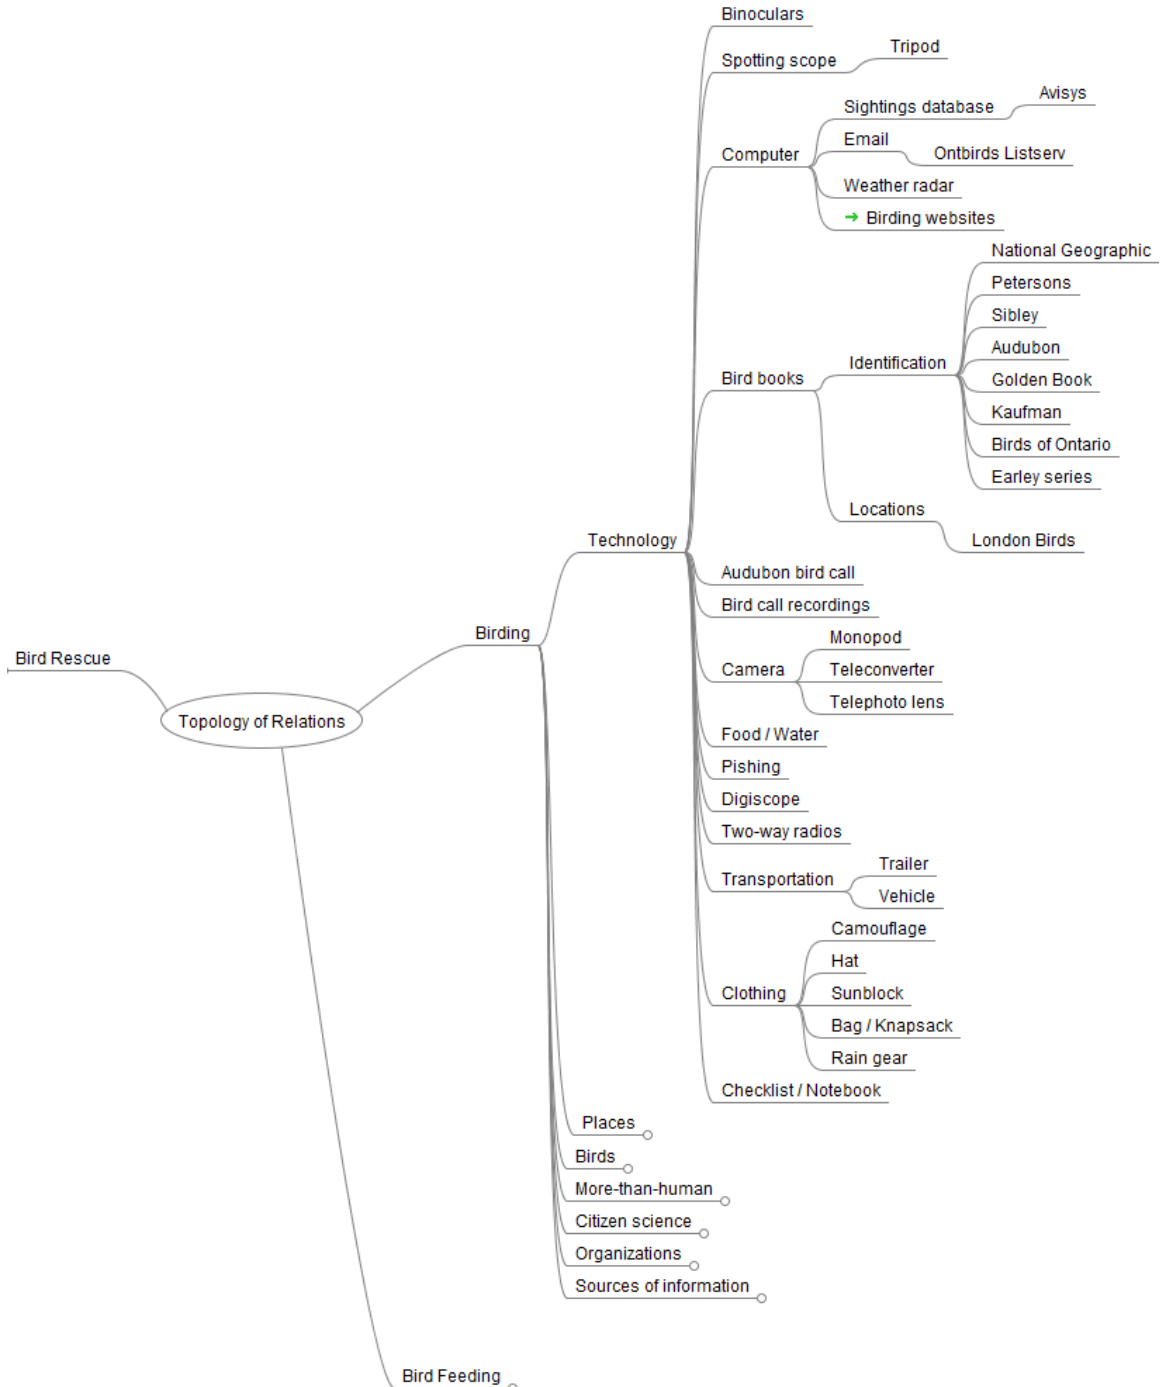 Binoculars
Spotting scope
Tripod
Computer
Sightings database
Avisys
Email
Ontbirds Listserv
Weather radar
Birding websites
Bird books
Identification
National Geographic
Petersons
Sibley
Audubon
Golden Book
Kaufman
Birds of Ontario
Earley series
Locations
London Birds
Technology
Audubon bird call
Bird call recordings
Birding
Camera
Monopod
Teleconverter
Telephoto lens
Bird Rescue
Topology of Relations
Food / Water
Pishing
Digiscope
Two-way radios
Transportation
Trailer
Vehicle
Clothing
Camouflage
Hat
Sunblock
Bag / Knapsack
Rain gear
Checklist / Notebook
Places
Birds
More-than-human
Citizen science
Organizations
Sources of information
Bird Feeding